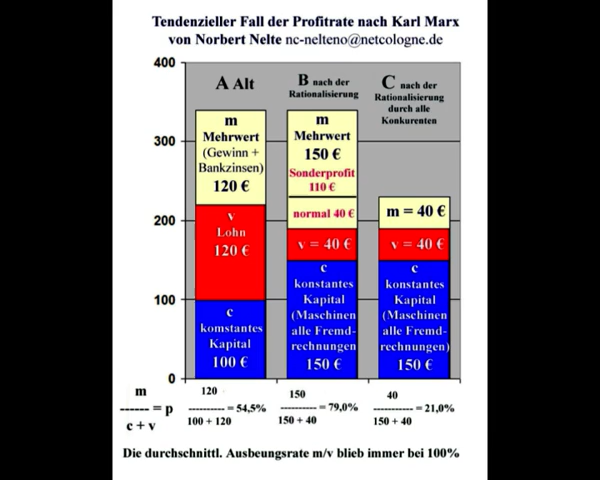 Tendenzieller Fall der Profitrate nach Karl Marx
von Norbert Nelte nc-nelteno@netcologne.de
400
300
200
100
0
A Alt
m
Mehrwert
(Gewinn +
Bankzinsen)
120 €
v
Lohn
120 €
c
komstantes
Kapital
100 €
B nach der
Rationalisierung
m
Mehrwert
150 €
Sonderprofit
110 €
normal 40 €
v = 40 €
c
konstantes
Kapital
(Maschinen
alle Fremd-
rechnungen
150 €
C nach der
Rationalisierung
durch alle
Konkurenten
m = 40 €
v = 40 €
c
konstantes
Kapital
(Maschinen
alle Fremd-
rechnungen)
150 €
m
------ = p
c + v
120
---------- = 54,5%
100 + 120
150
---------- = 79,0%
150 + 40
40
---------- = 21,0%
150 + 40
Die durchschnittl. Ausbeungsrate m/v blieb immer bei 100%